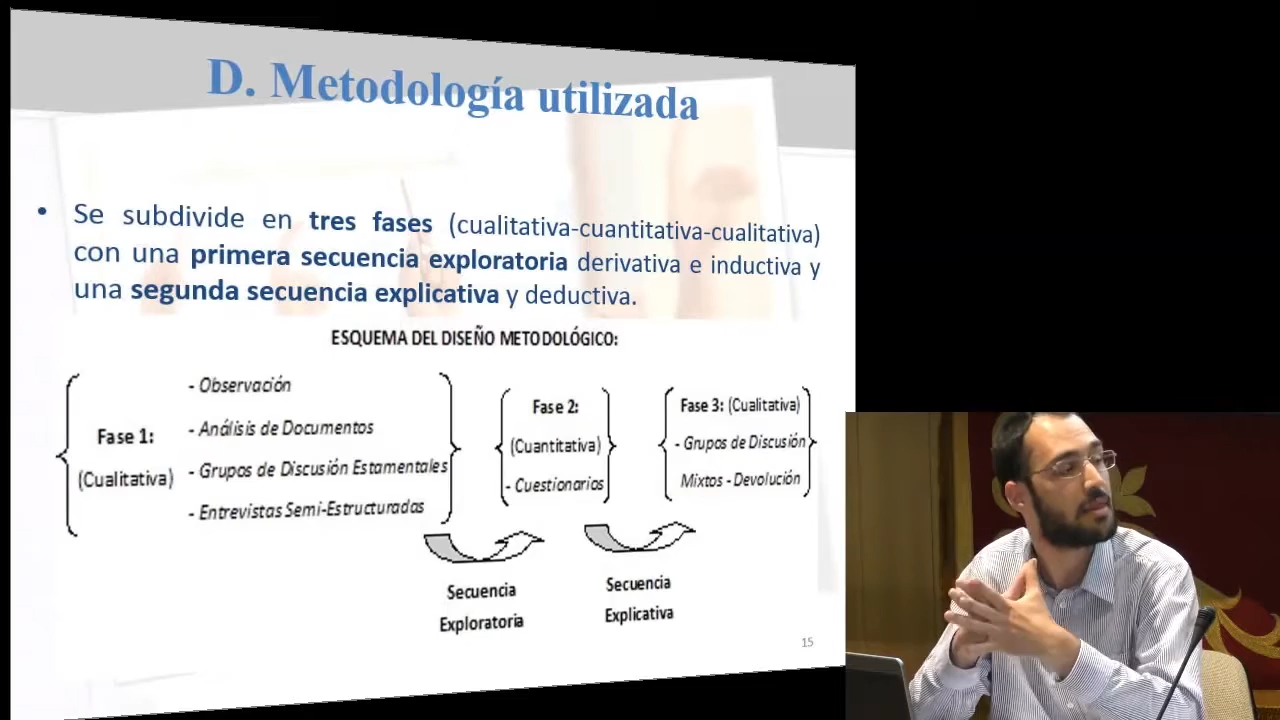 D. Metodología utilizada
• Se subdivide en tres fases (cualitativa-cuantitativa-cualitativa)
con una primera secuencia exploratoria derivativa e inductiva y
una segunda secuencia explicativa y deductiva.
ESQUEMA DEL DISEÑO METODOLÓGICO:
Fase 1:
(Cualitativa)
- Observación
- Análisis de Documentos
- Grupos de Discusión Estamentales
- Entrevistas Semi-Estructuradas
Fase 2:
(Cuantitativa)
- Cuestionarios
Fase 3: (Cualitativa)
- Grupos de Discusión
Mixtos - Devolución
Secuencia
Exploratoria
Secuencia
Explicativa
15